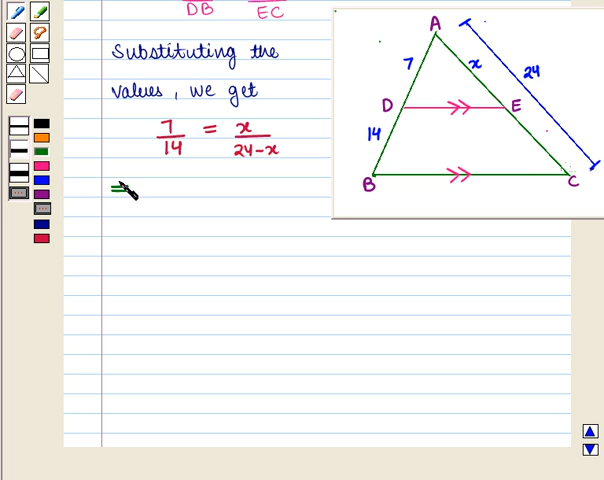 DB EC
Substituting the
values, we get
7/14 = x/24-x
⇒
A
7
x
24
D
E
14
B
C